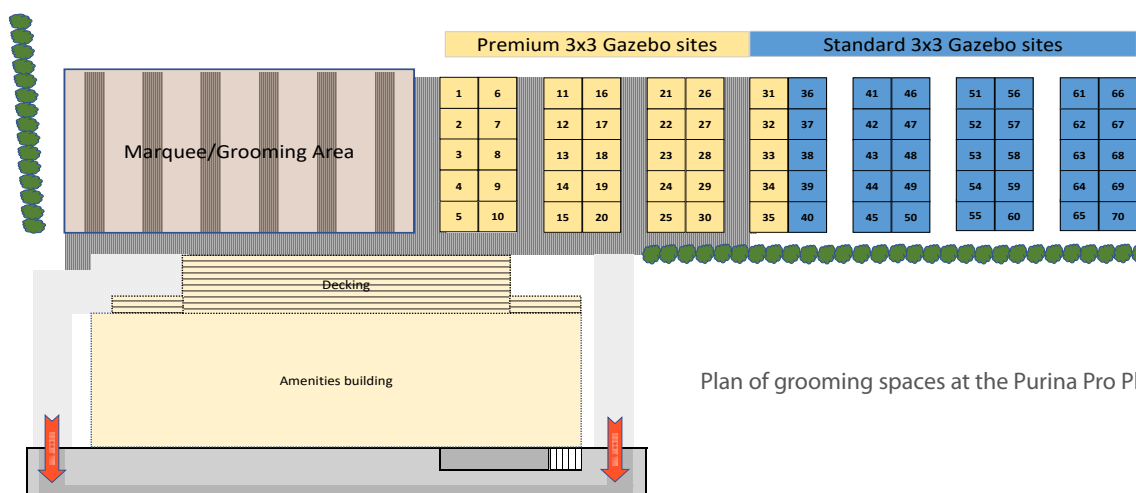 Premium 3x3 Gazebo sites Standard 3x3 Gazebo sites
1 6 11 16 21 26 31 36 41 46 51 56 61 66
2 7 12 17 22 27 32 37 42 47 52 57 62 67
Marquee/Grooming Area
3 8 13 18 23 28 33 38 43 48 53 58 63 68
4 9 14 19 24 29 34 39 44 49 54 59 64 69
5 10 15 20 25 30 35 40 45 50 55 60 65 70
Decking
Amenities building
Plan of grooming spaces at the Purina Pro Pl